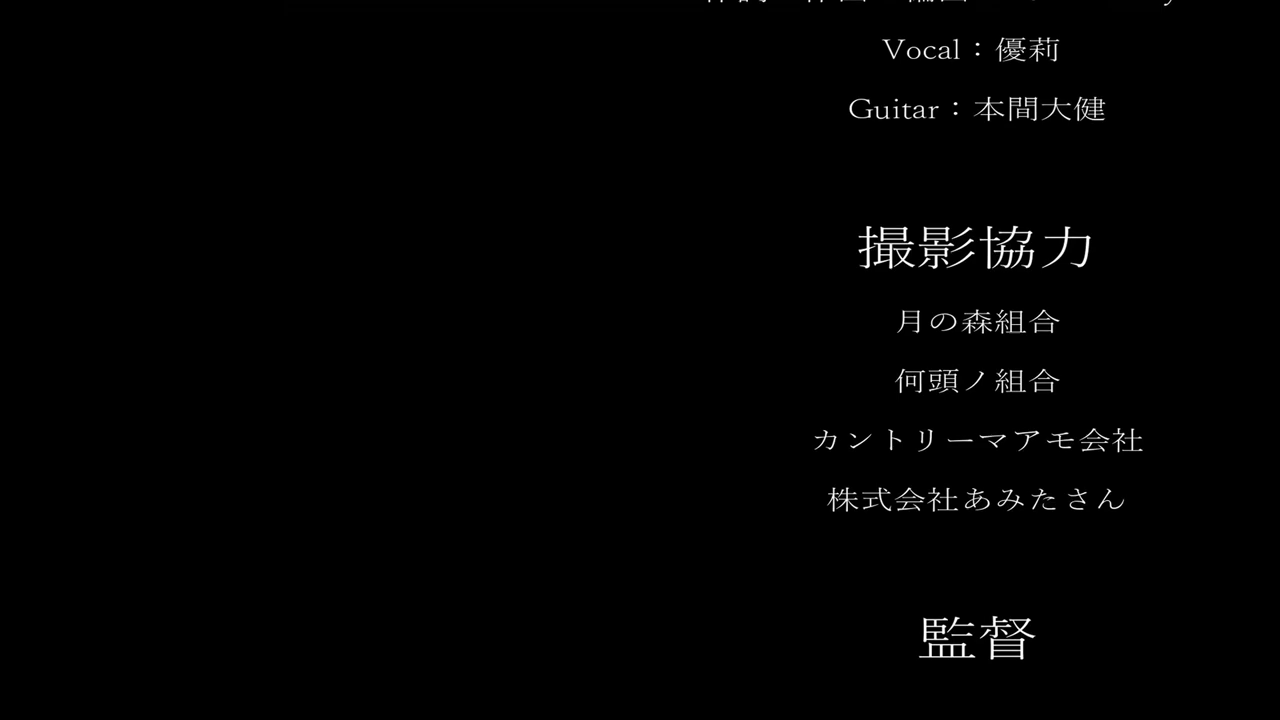 Vocal：優莉
Guitar：本間大健
撮影協力
月の森組合
何頭ノ組合
カントリーマアモ会社
株式会社あみたさん
監督